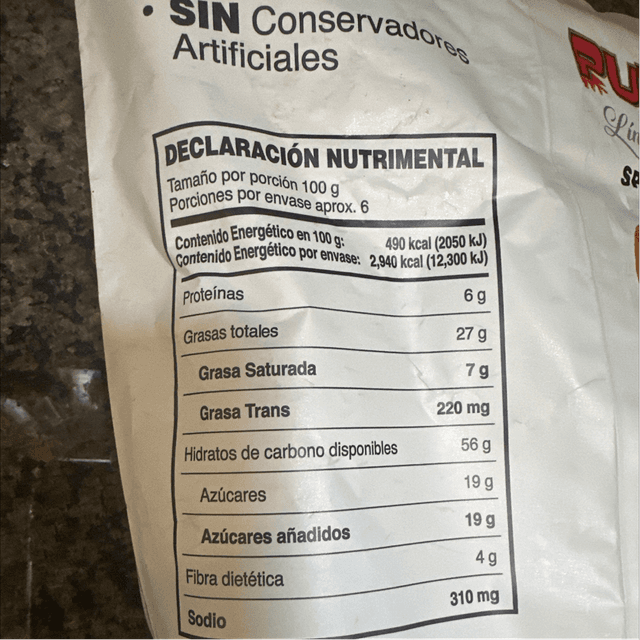 • SIN Conservadores
Artificiales
DECLARACIÓN NUTRIMENTAL
Tamaño por porción 100 g
Porciones por envase aprox. 6
Contenido Energético en 100 g: 490 kcal (2050 kJ)
Contenido Energético por envase: 2,940 kcal (12,300 kJ)
Proteínas 6 g
Grasas totales 27 g
Grasa Saturada 7 g
Grasa Trans 220 mg
Hidratos de carbono disponibles 56 g
Azúcares 19 g
Azúcares añadidos 19 g
Fibra dietética 4 g
Sodio 310 mg